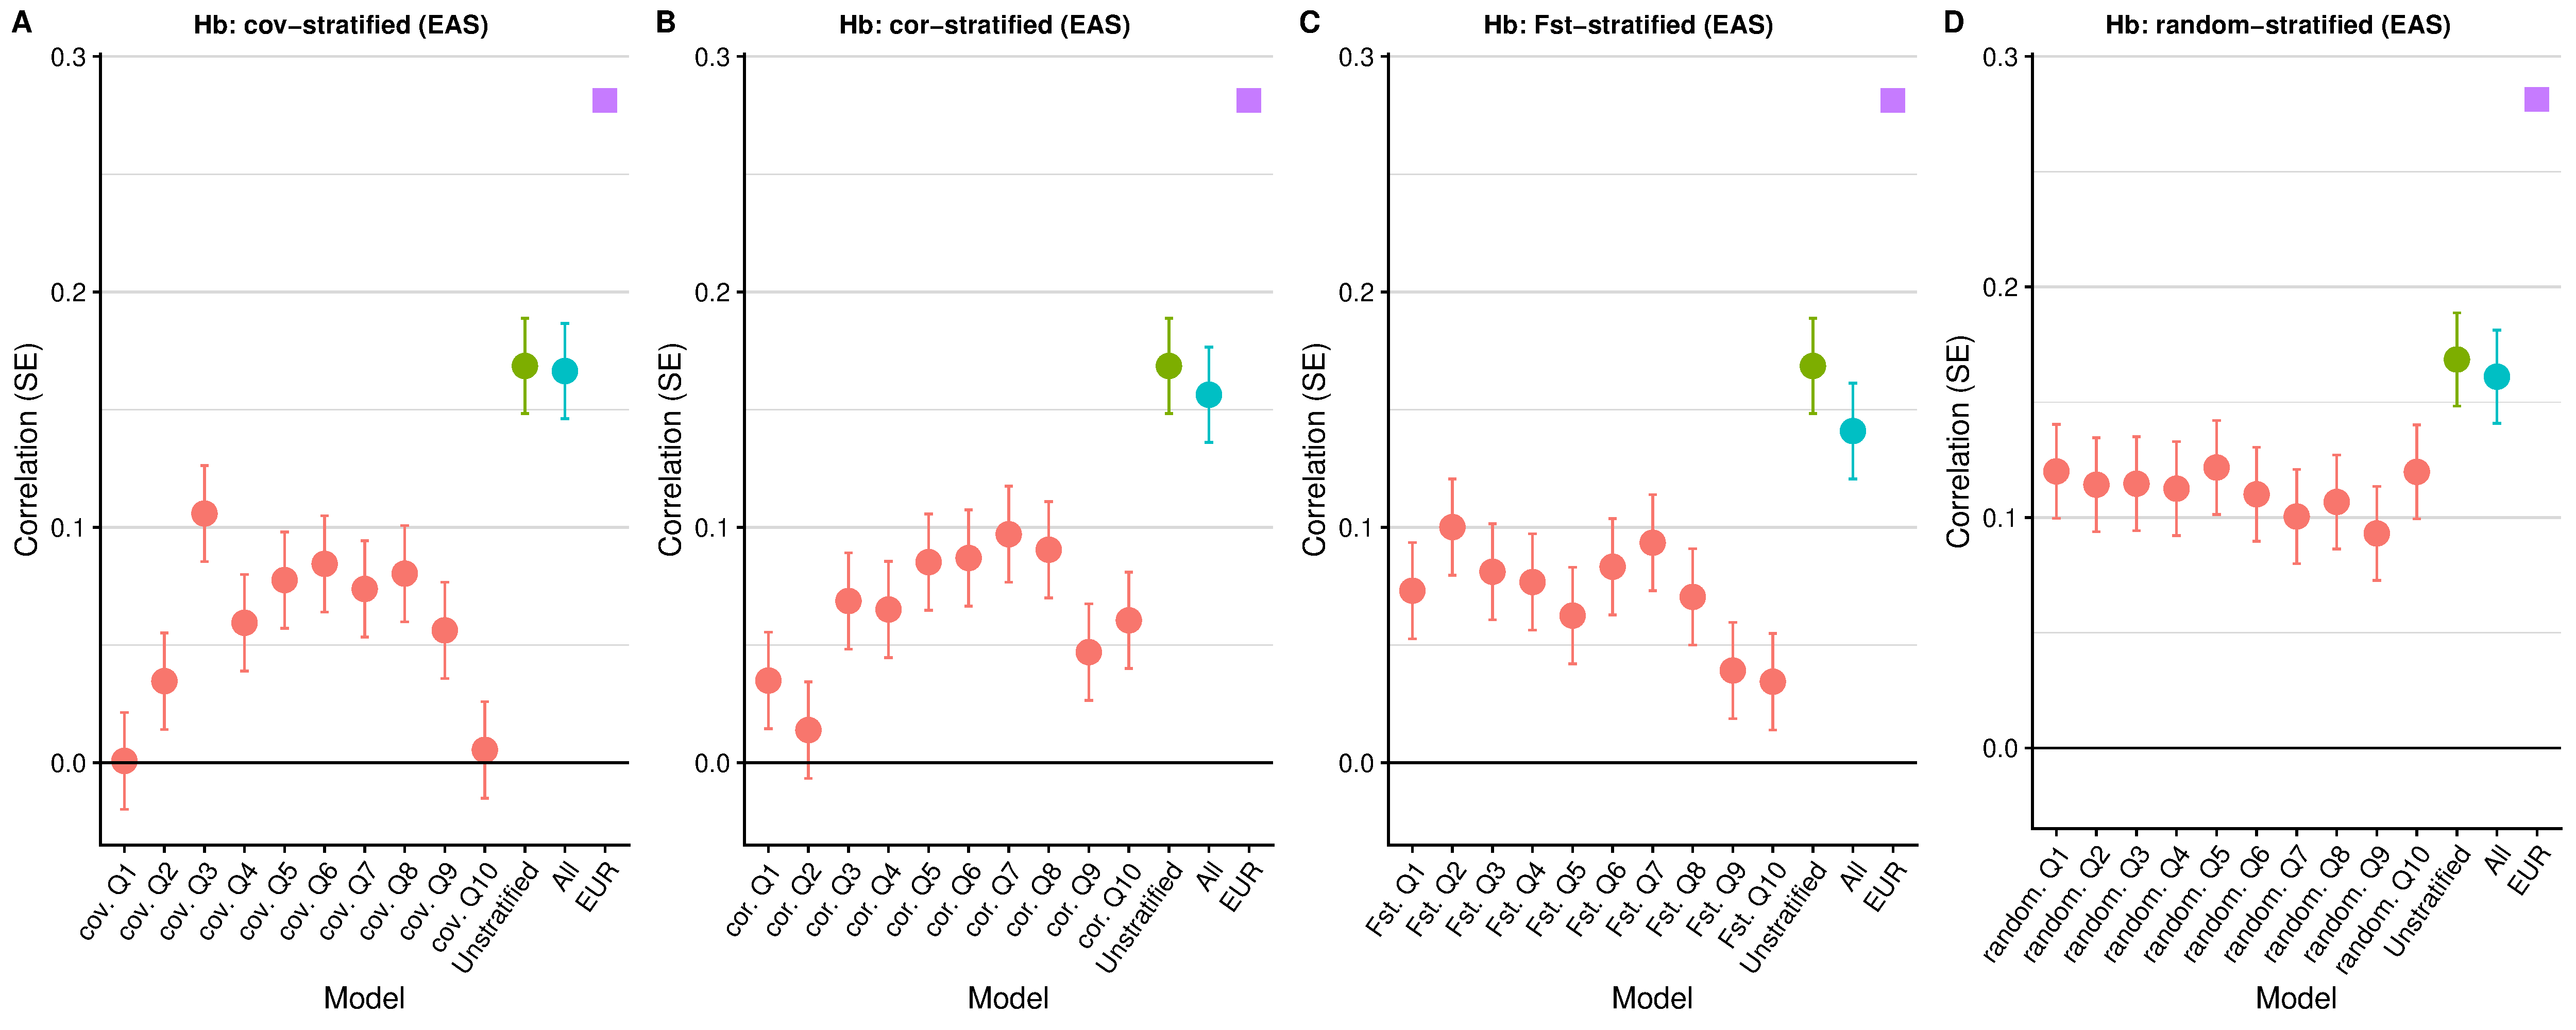 A
Hb: cov−stratified (EAS)
0.3
0.2
0.1
0.0
Correlation (SE)
cov. Q1
cov. Q2
cov. Q3
cov. Q4
cov. Q5
cov. Q6
cov. Q7
cov. Q8
cov. Q9
cov. Q10
Unstratified
All
EUR
Model
B
Hb: cor−stratified (EAS)
0.3
0.2
0.1
0.0
Correlation (SE)
cor. Q1
cor. Q2
cor. Q3
cor. Q4
cor. Q5
cor. Q6
cor. Q7
cor. Q8
cor. Q9
cor. Q10
Unstratified
All
EUR
Model
C
Hb: Fst−stratified (EAS)
0.3
0.2
0.1
0.0
Correlation (SE)
Fst. Q1
Fst. Q2
Fst. Q3
Fst. Q4
Fst. Q5
Fst. Q6
Fst. Q7
Fst. Q8
Fst. Q9
Fst. Q10
Unstratified
All
EUR
Model
D
Hb: random−stratified (EAS)
0.3
0.2
0.1
0.0
Correlation (SE)
random. Q1
random. Q2
random. Q3
random. Q4
random. Q5
random. Q6
random. Q7
random. Q8
random. Q9
random. Q10
Unstratified
All
EUR
Model